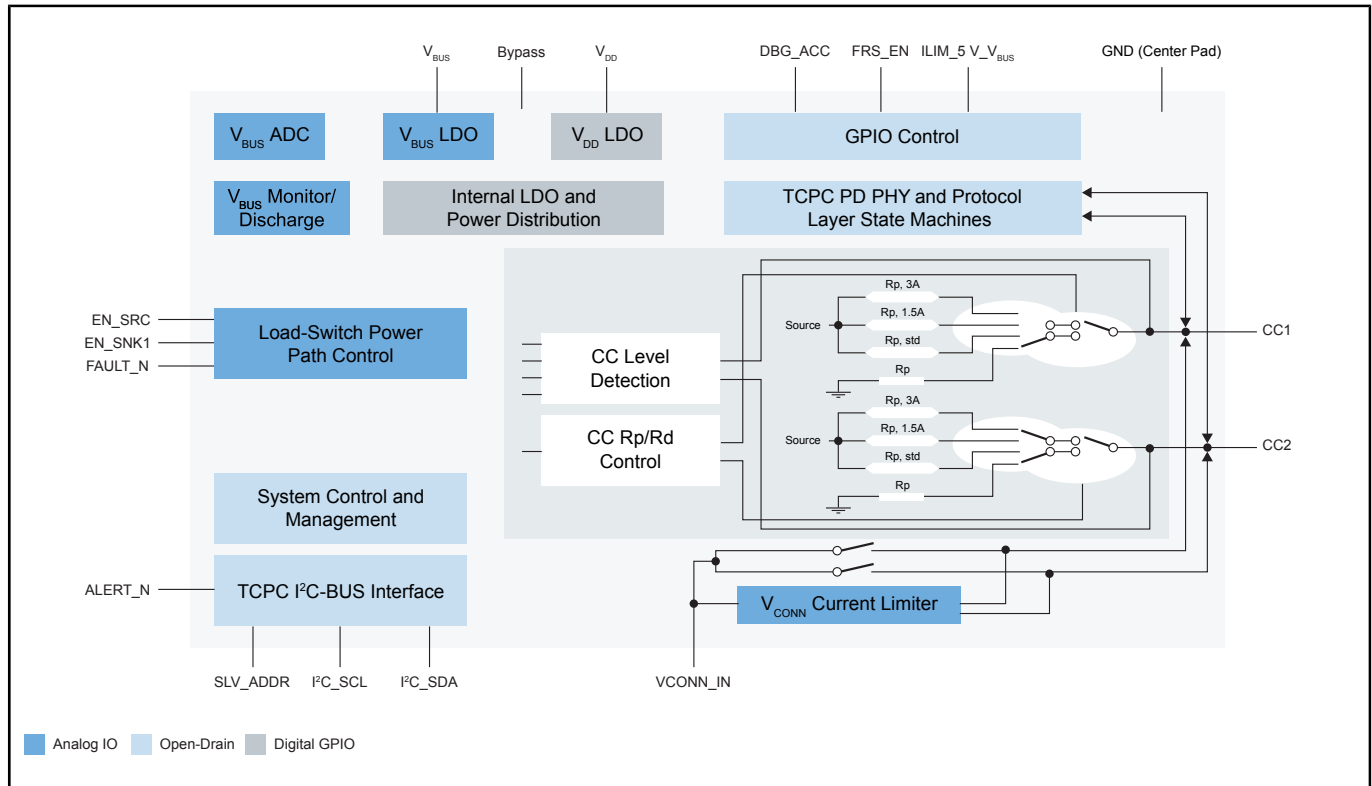 VBUS
Bypass
VDD
DBG_ACC
FRS_EN
ILIM_5 V_VBUS
GND (Center Pad)
VBUS ADC
VBUS LDO
VDD LDO
GPIO Control
VBUS Monitor/
Discharge
Internal LDO and
Power Distribution
TCPC PD PHY and Protocol
Layer State Machines
EN_SRC
EN_SNK1
FAULT_N
Load-Switch Power
Path Control
CC Level
Detection
CC Rp/Rd
Control
Rp, 3A
Source
Rp, 1.5A
Rp, std
Rp
CC1
Rp, 3A
Source
Rp, 1.5A
Rp, std
Rp
CC2
System Control and
Management
ALERT_N
TCPC I²C-BUS Interface
VCONN Current Limiter
SLV_ADDR
I²C_SCL
I²C_SDA
VCONN_IN
Analog IO
Open-Drain
Digital GPIO